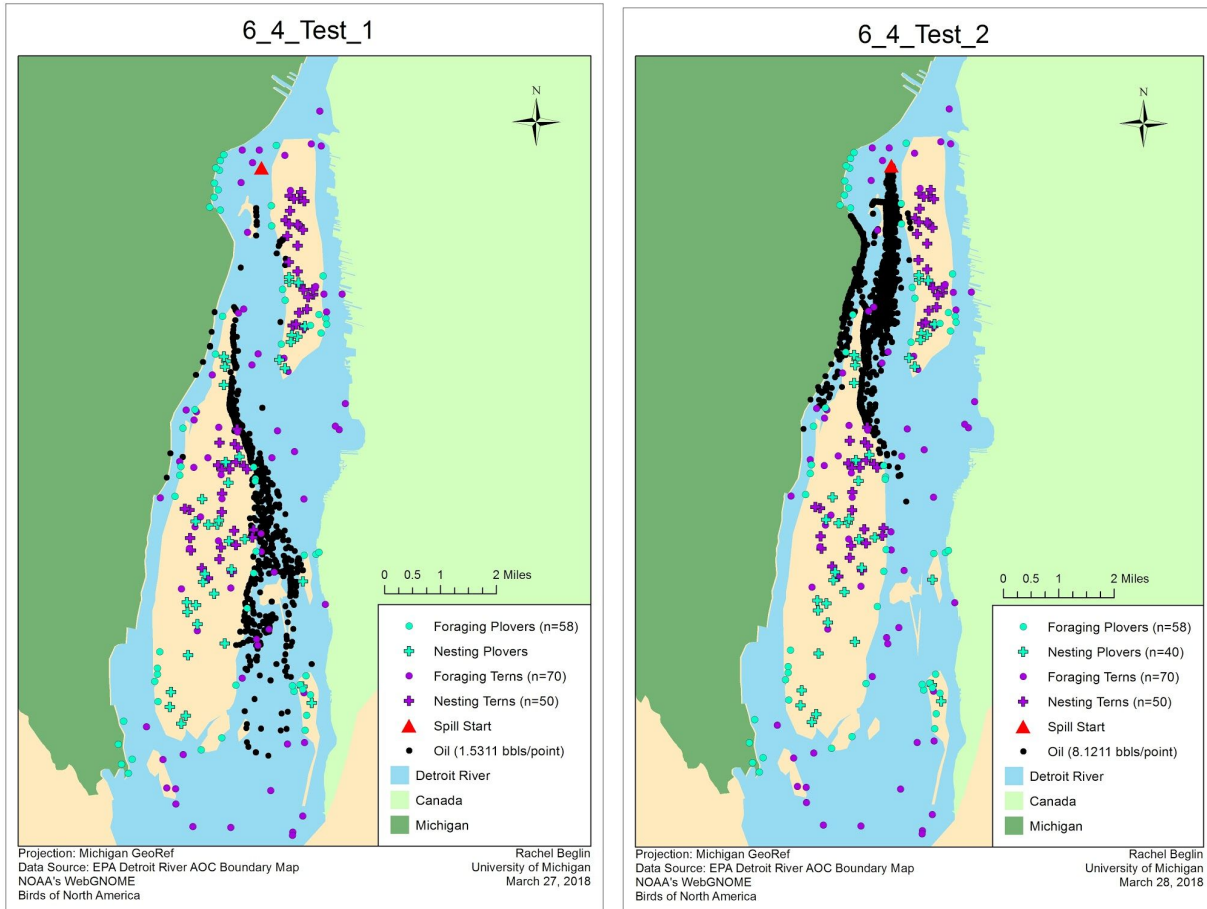 6_4_Test_1
N
0 0.5 1 2 Miles
Foraging Plovers (n=58)
Nesting Plovers
Foraging Terns (n=70)
Nesting Terns (n=50)
Spill Start
Oil (1.5311 bbls/point)
Detroit River
Canada
Michigan
Projection: Michigan GeoRef
Data Source: EPA Detroit River AOC Boundary Map
NOAA's WebGNOME
Birds of North America
Rachel Beglin
University of Michigan
March 27, 2018
6_4_Test_2
N
0 0.5 1 2 Miles
Foraging Plovers (n=58)
Nesting Plovers (n=40)
Foraging Terns (n=70)
Nesting Terns (n=50)
Spill Start
Oil (8.1211 bbls/point)
Detroit River
Canada
Michigan
Projection: Michigan GeoRef
Data Source: EPA Detroit River AOC Boundary Map
NOAA's WebGNOME
Birds of North America
Rachel Beglin
University of Michigan
March 28, 2018